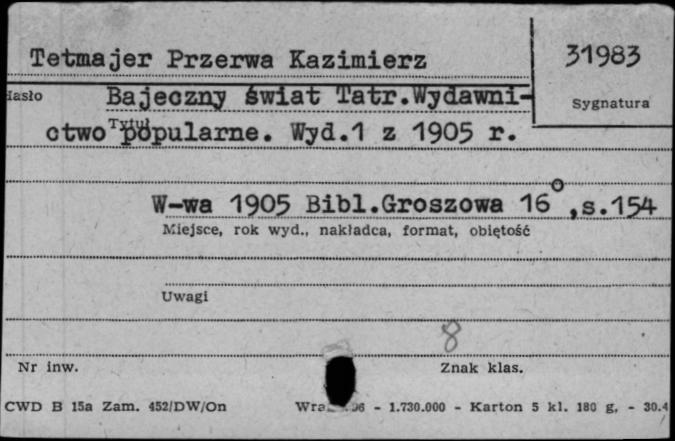 Tetmajer Przerwa Kazimierz
31983
Hasło
Bajeczny świat Tatr.Wydawni-
Sygnatura
Tytuł
ctwo popularne. Wyd.1 z 1905 r.
W-wa 1905 Bibl.Groszowa 16°,s.154
Miejsce, rok wyd., nakładca, format, objętość
Uwagi
8
Nr inw.
Znak klas.
CWD B 15a Zam. 452/DW/On
- 1.730.000 - Karton 5 kl. 180 g, - 30.4